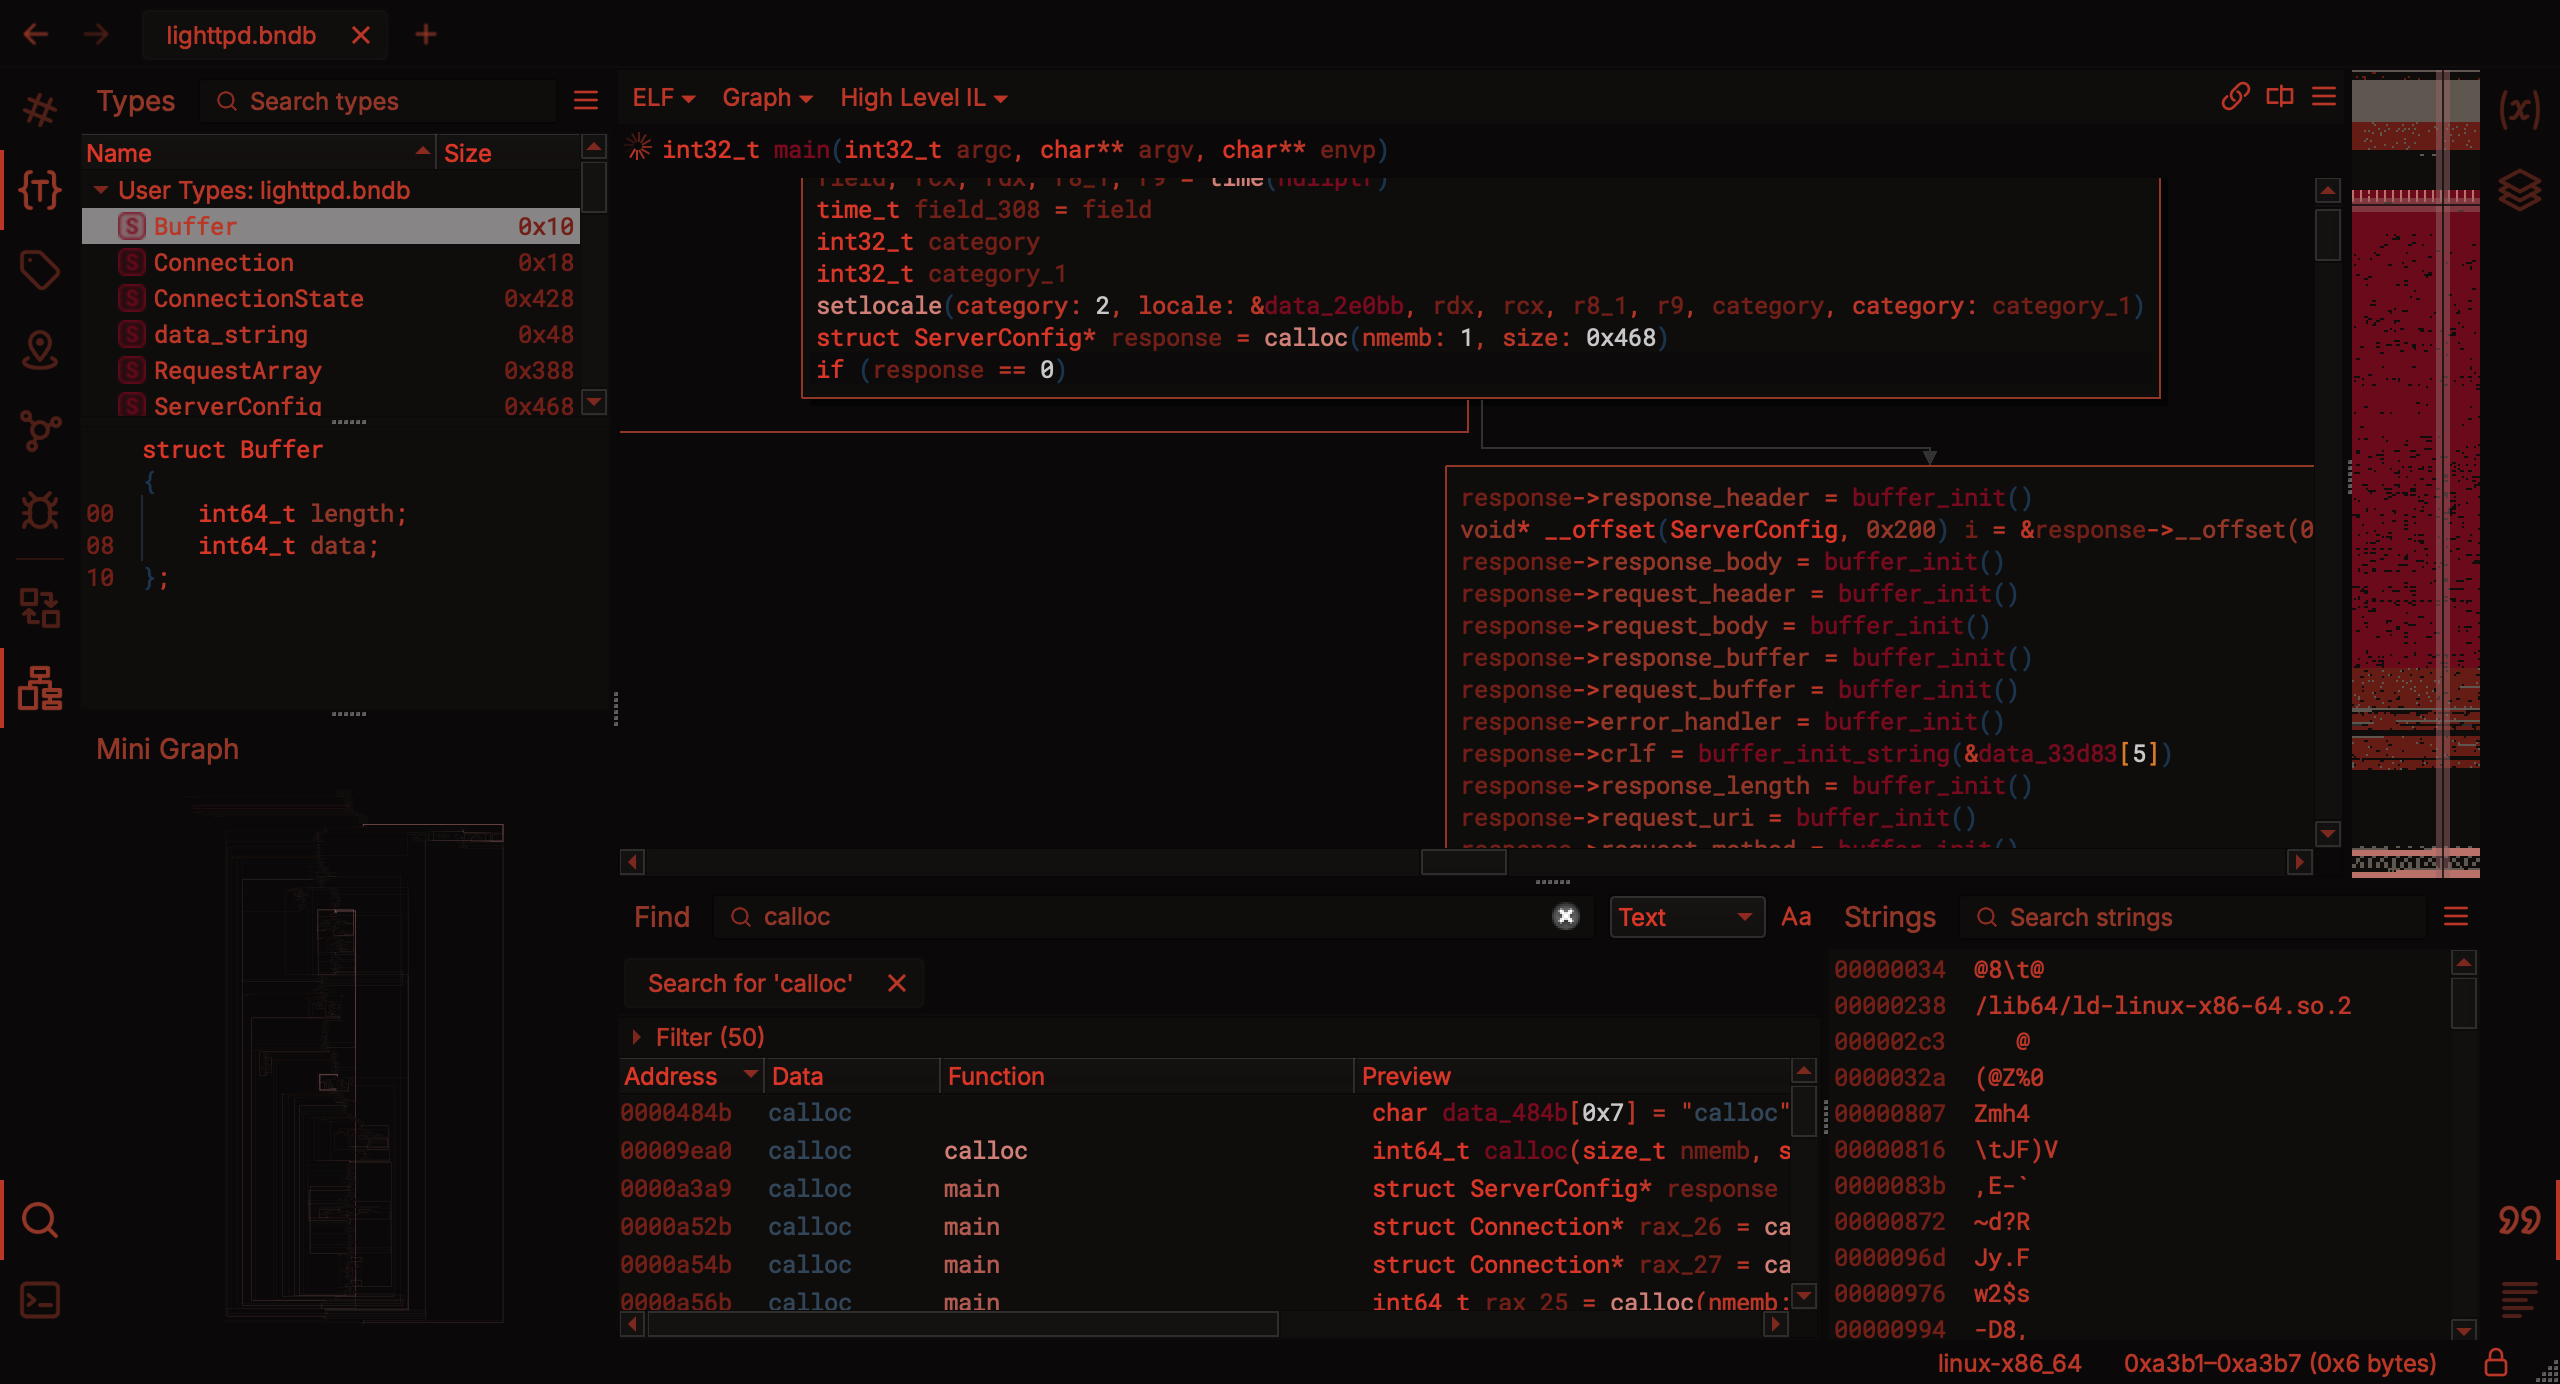 lighttpd.bndb
Types
Search types
Name Size
User Types: lighttpd.bndb
S Buffer 0x10
S Connection 0x18
S ConnectionState 0x428
S data_string 0x48
S RequestArray 0x388
S ServerConfig 0x468
struct Buffer
{
00 int64_t length;
08 int64_t data;
10 };
Mini Graph
ELF Graph High Level IL
int32_t main(int32_t argc, char** argv, char** envp)
field, rcx, rdx, r8_1, r9 = time(nullptr)
time_t field_308 = field
int32_t category
int32_t category_1
setlocale(category: 2, locale: &data_2e0bb, rdx, rcx, r8_1, r9, category, category: category_1)
struct ServerConfig* response = calloc(nmemb: 1, size: 0x468)
if (response == 0)
response->response_header = buffer_init()
void* __offset(ServerConfig, 0x200) i = &response->__offset(0
response->response_body = buffer_init()
response->request_header = buffer_init()
response->request_body = buffer_init()
response->response_buffer = buffer_init()
response->request_buffer = buffer_init()
response->error_handler = buffer_init()
response->crlf = buffer_init_string(&data_33d83[5])
response->response_length = buffer_init()
response->request_uri = buffer_init()
response->request_method = buffer_init()
Find
calloc
Text
Aa
Search for 'calloc'
Filter (50)
Address Data Function Preview
0000484b calloc char data_484b[0x7] = "calloc"
00009ea0 calloc calloc int64_t calloc(size_t nmemb, s
0000a3a9 calloc main struct ServerConfig* response
0000a52b calloc main struct Connection* rax_26 = ca
0000a54b calloc main struct Connection* rax_27 = ca
0000a56b calloc main int64_t rax_25 = calloc(nmemb:
Strings
Search strings
00000034 @8\t@
00000238 /lib64/ld-linux-x86-64.so.2
000002c3 @
0000032a (@Z%0
00000807 Zmh4
00000816 \tJF)V
0000083b ,E-`
00000872 ~d?R
0000096d Jy.F
00000976 w2$s
00000994 -D8,
linux-x86_64 0xa3b1–0xa3b7 (0x6 bytes)